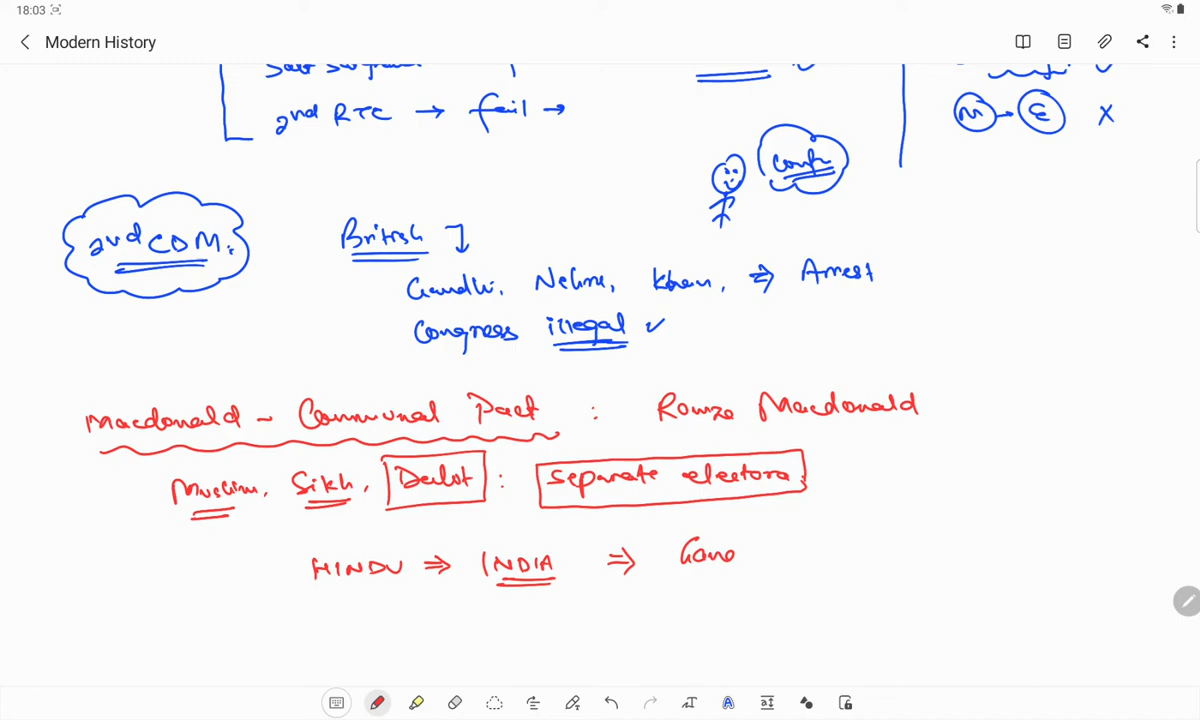 18:03
Modern History
2nd RTC → fail →
M → E X
Confu
2nd CDM.
British
Gandhi, Nehru, Khan, ⇒ Arrest
Congress illegal ✓
Macdonald - Communal Pact : Ramze Macdonald
Muslim, Sikh, Dalit : separate electora
HINDU ⇒ INDIA ⇒